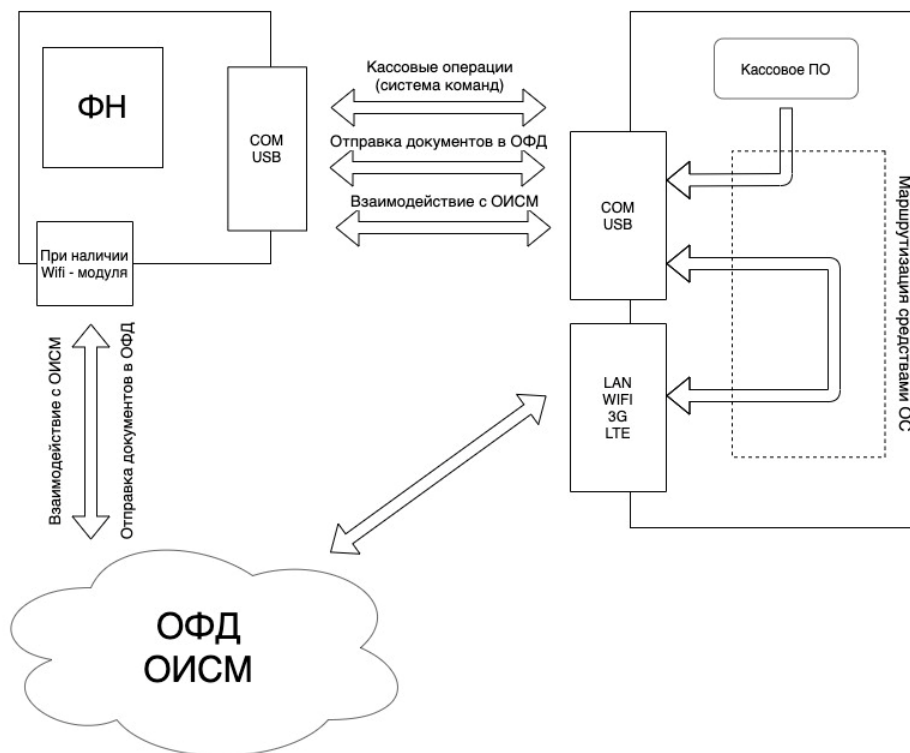 ФН
COM
USB
При наличии
Wifi - модуля
Кассовые операции
(система команд)
Отправка документов в ОФД
Взаимодействие с ОИСМ
Кассовое ПО
COM
USB
LAN
WIFI
3G
LTE
Маршрутизация средствами ОС
Взаимодействие с ОИСМ
Отправка документов в ОФД
ОФД
ОИСМ